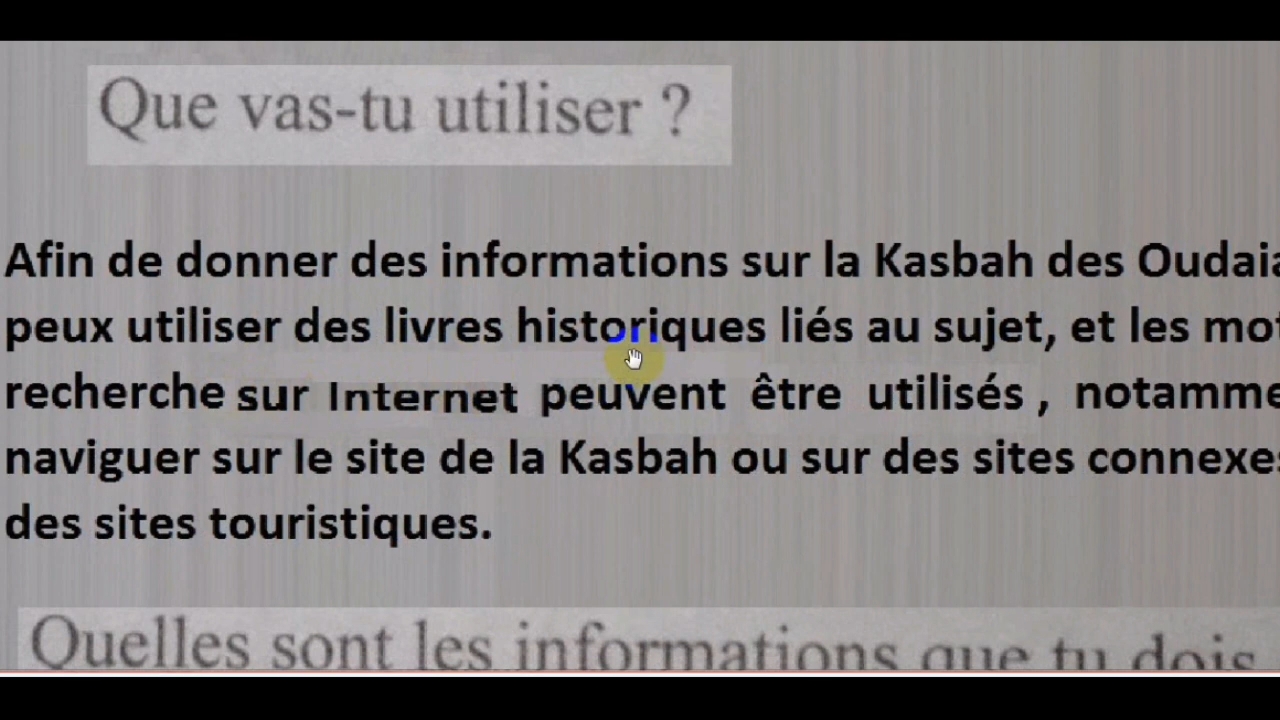 Que vas-tu utiliser ?
Afin de donner des informations sur la Kasbah des
peux utiliser des livres historiques liés au sujet, et les
recherche sur Internet peuvent être utilisés ,
naviguer sur le site de la Kasbah ou sur des sites
des sites touristiques.
Quelles sont les informations que tu dois